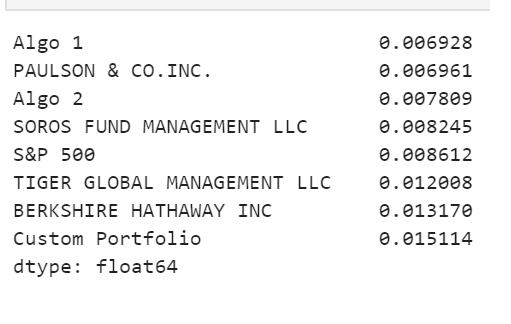 Algo 1 0.006928
PAULSON & CO.INC. 0.006961
Algo 2 0.007809
SOROS FUND MANAGEMENT LLC 0.008245
S&P 500 0.008612
TIGER GLOBAL MANAGEMENT LLC 0.012008
BERKSHIRE HATHAWAY INC 0.013170
Custom Portfolio 0.015114
dtype: float64